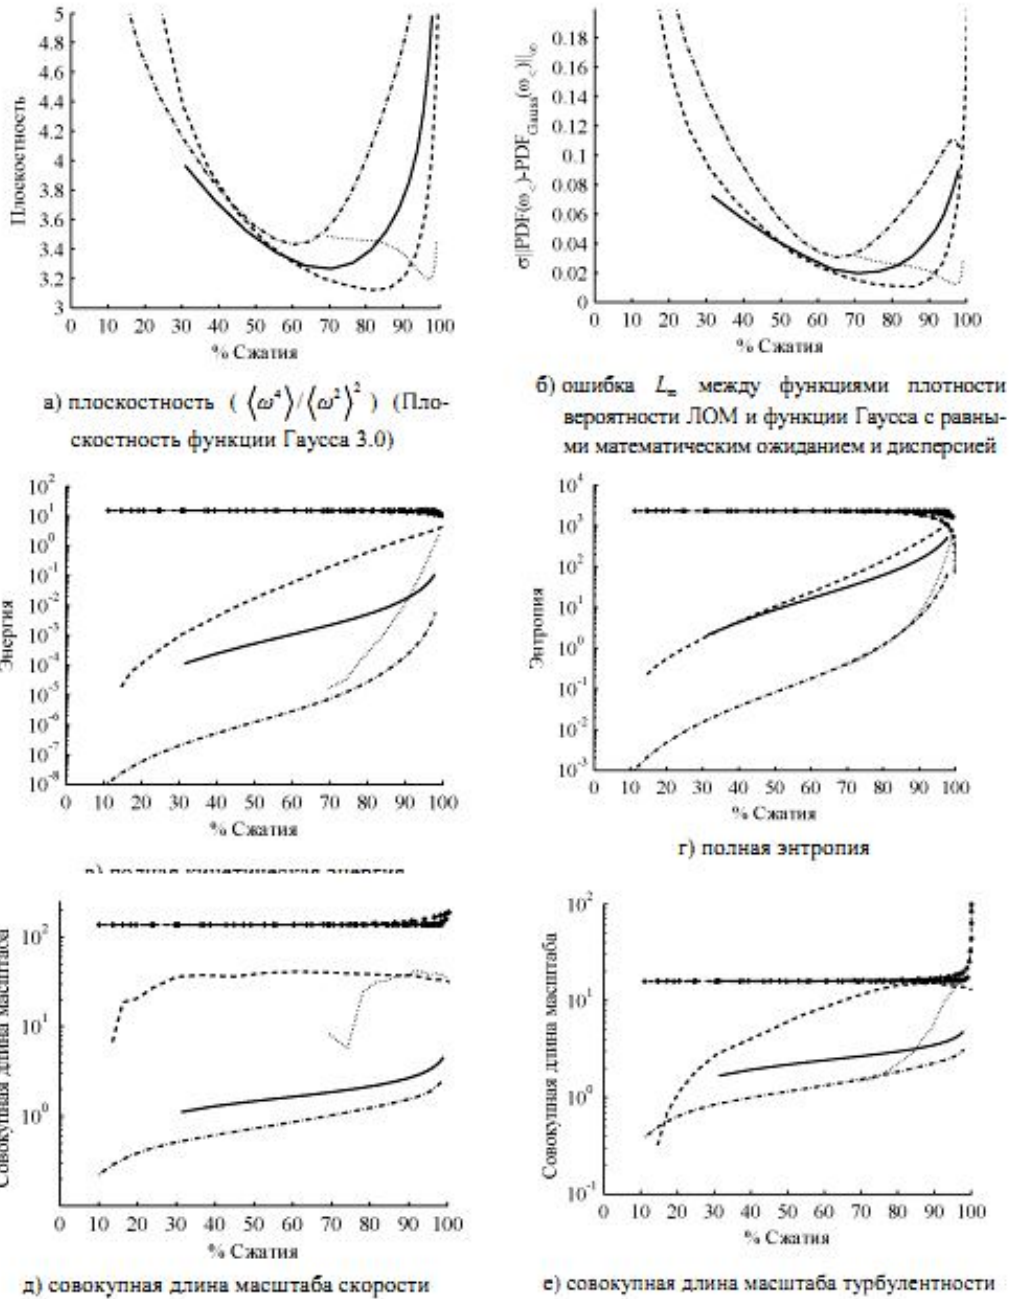 5
4.8
4.6
4.4
4.2
4
3.8
3.6
3.4
3.2
3
Плоскостность
0 10 20 30 40 50 60 70 80 90 100
% Сжатия
0.18
0.16
0.14
0.12
0.1
0.08
0.06
0.04
0.02
0
σ||PDF(ω<)-PDFGauss(ω<)||∞
0 10 20 30 40 50 60 70 80 90 100
% Сжатия
а) плоскостность ( ⟨ω⁴⟩/⟨ω²⟩² ) (Пло-
скостность функции Гаусса 3.0)
б) ошибка L∞ между функциями плотности
вероятности ЛОМ и функции Гаусса с равны-
ми математическим ожиданием и дисперсией
10²
10¹
10⁰
10⁻¹
10⁻²
10⁻³
10⁻⁴
10⁻⁵
10⁻⁶
10⁻⁷
10⁻⁸
Энергия
0 10 20 30 40 50 60 70 80 90 100
% Сжатия
10⁴
10³
10²
10¹
10⁰
10⁻¹
10⁻²
10⁻³
Энтропия
0 10 20 30 40 50 60 70 80 90 100
% Сжатия
в) полная кинетическая энергия
г) полная энтропия
10²
10¹
10⁰
Совокупная длина масштаба
0 10 20 30 40 50 60 70 80 90 100
% Сжатия
10²
10¹
10⁰
10⁻¹
Совокупная длина масштаба
0 10 20 30 40 50 60 70 80 90 100
% Сжатия
д) совокупная длина масштаба скорости
е) совокупная длина масштаба турбулентности